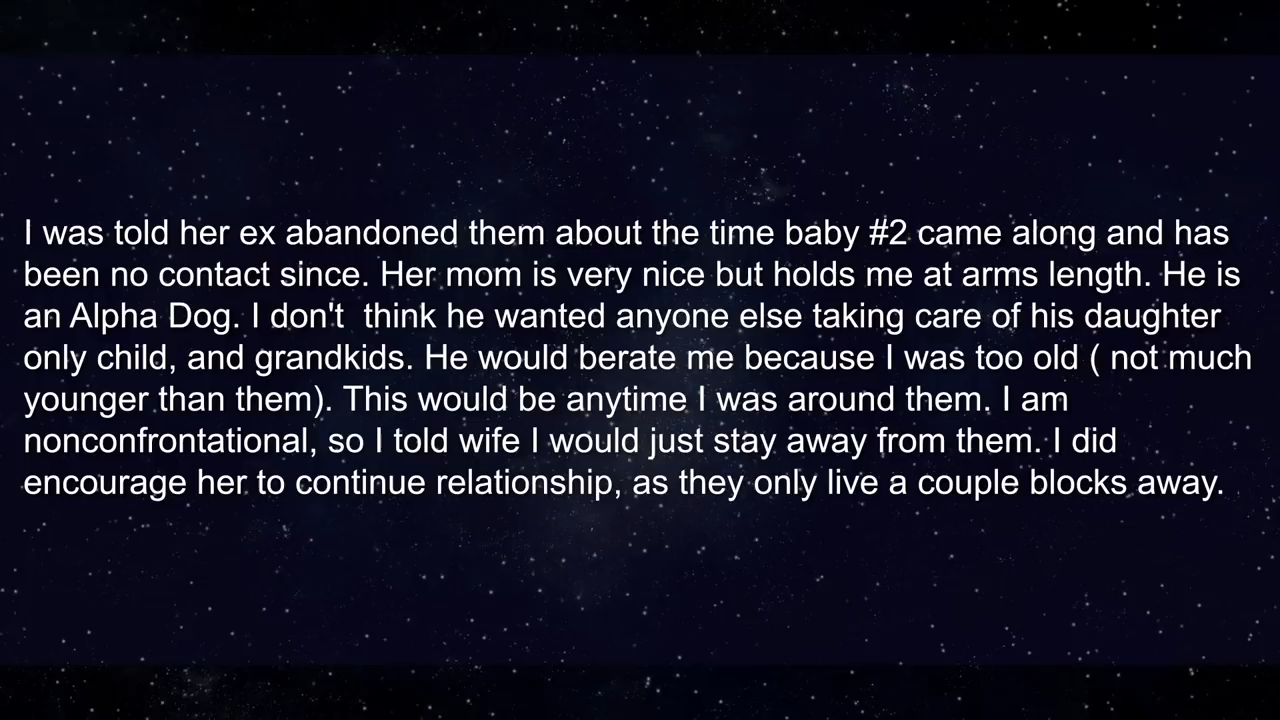 I was told her ex abandoned them about the time baby #2 came along and has
been no contact since. Her mom is very nice but holds me at arms length. He is
an Alpha Dog. I don't  think he wanted anyone else taking care of his daughter
only child, and grandkids. He would berate me because I was too old ( not much
younger than them). This would be anytime I was around them. I am
nonconfrontational, so I told wife I would just stay away from them. I did
encourage her to continue relationship, as they only live a couple blocks away.